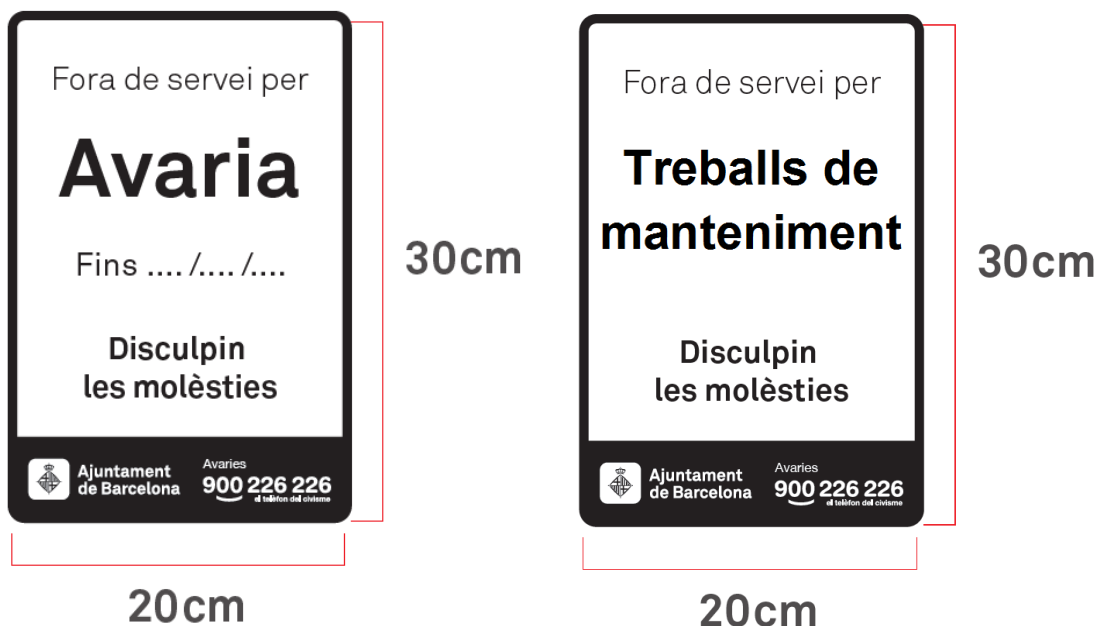 Fora de servei per
Avaria
Fins .... /.... /....
Disculpin
les molèsties
Ajuntament
de Barcelona
Avaries
900 226 226
el telèfon del civisme
30cm
20cm
Fora de servei per
Treballs de
manteniment
Disculpin
les molèsties
Ajuntament
de Barcelona
Avaries
900 226 226
el telèfon del civisme
30cm
20cm